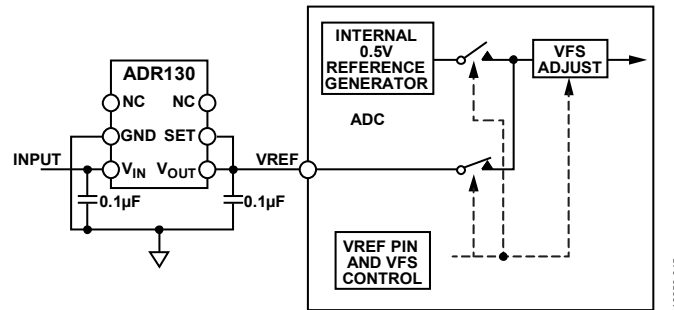 INTERNAL
0.5V
REFERENCE
GENERATOR
VFS
ADJUST
ADR130
NC NC
ADC
GND SET
INPUT
VIN VOUT
VREF
0.1µF 0.1µF
VREF PIN
AND VFS
CONTROL